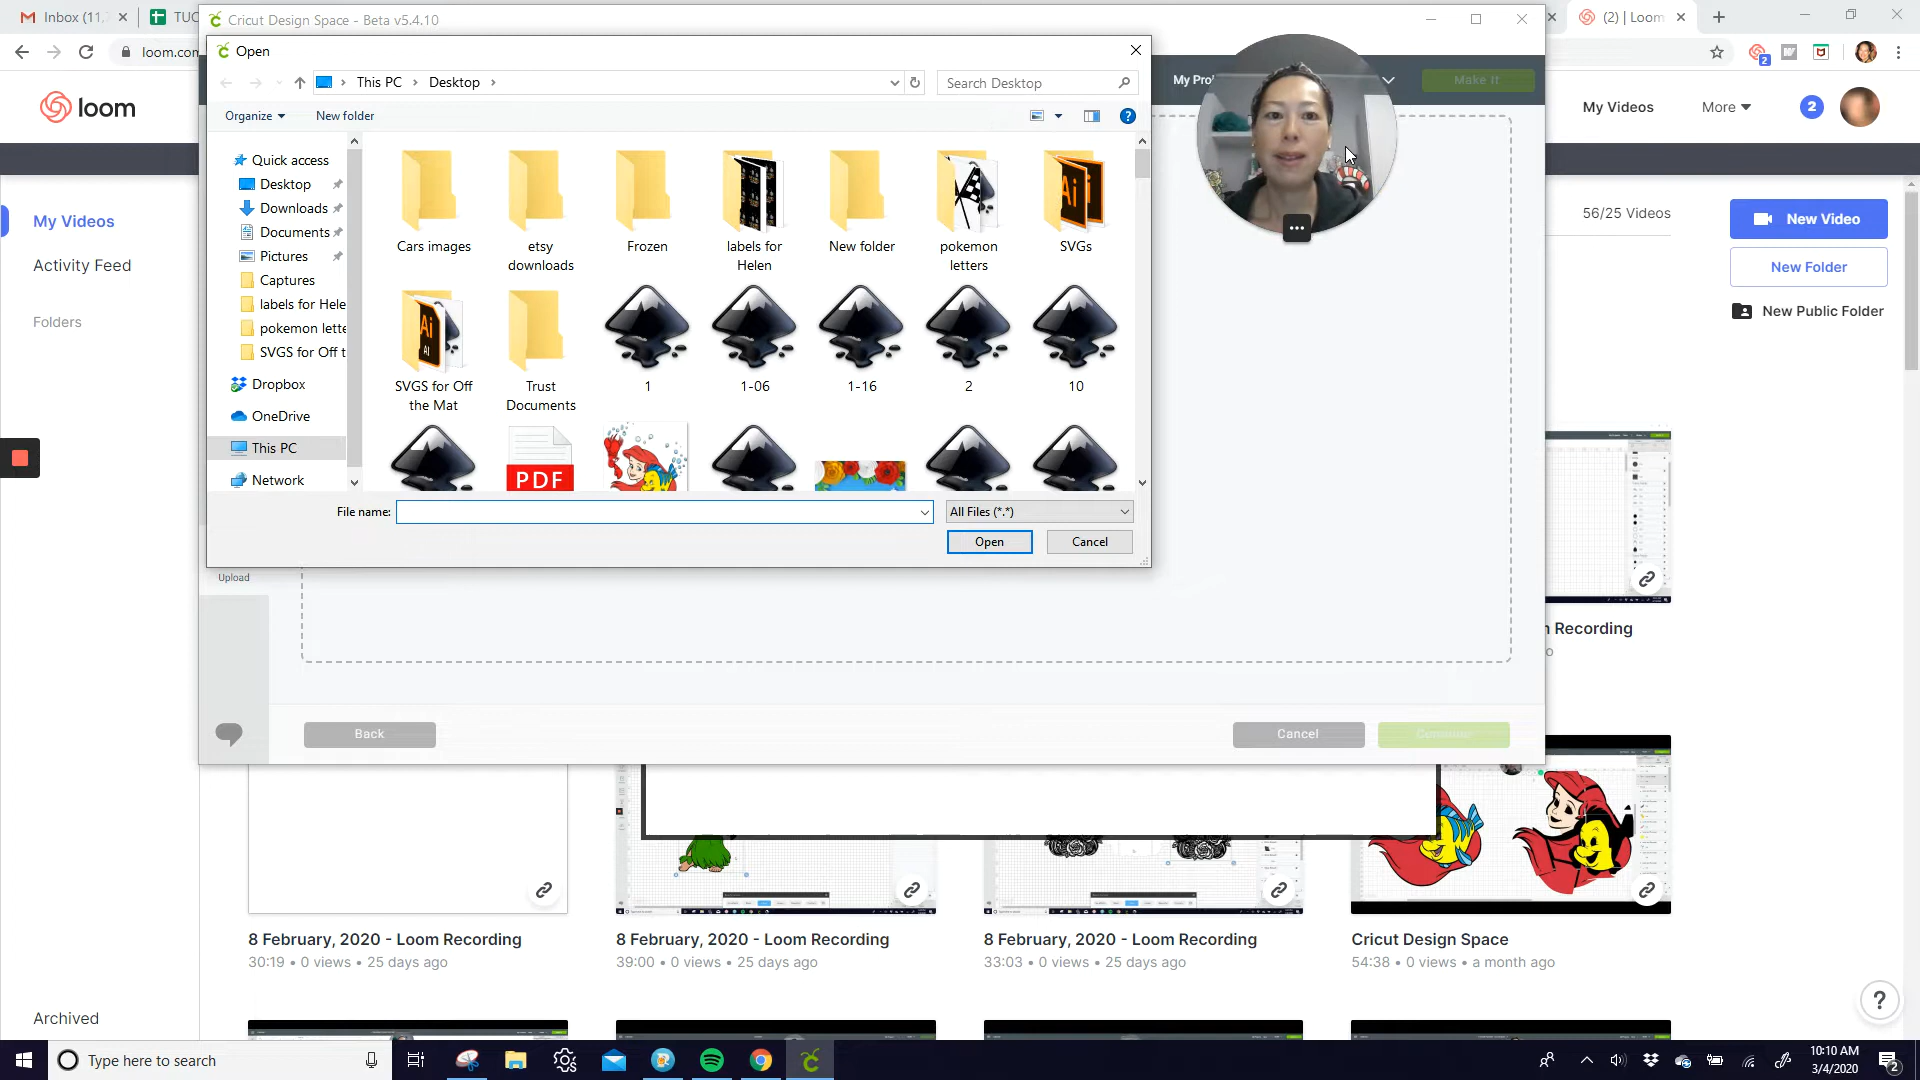 Inbox (11,
TUC
Cricut Design Space - Beta v5.4.10
(2) | Loom
Open
loom.com
This PC
Desktop
Search Desktop
Organize
New folder
Quick access
Desktop
Downloads
Documents
Pictures
Captures
labels for Hele
pokemon lette
SVGS for Off t
Dropbox
OneDrive
This PC
Network
Cars images
etsy
downloads
Frozen
labels for
Helen
New folder
pokemon
letters
SVGs
SVGS for Off
the Mat
Trust
Documents
1
1-06
1-16
2
10
PDF
File name:
All Files (*.*)
Open
Cancel
My Pro
Make It
Upload
Back
Cancel
Continue
loom
My Videos
More
2
My Videos
Activity Feed
Folders
Archived
56/25 Videos
New Video
New Folder
New Public Folder
Recording
8 February, 2020 - Loom Recording
30:19 • 0 views • 25 days ago
8 February, 2020 - Loom Recording
39:00 • 0 views • 25 days ago
8 February, 2020 - Loom Recording
33:03 • 0 views • 25 days ago
Cricut Design Space
54:38 • 0 views • a month ago
?
Type here to search
10:10 AM
3/4/2020
2